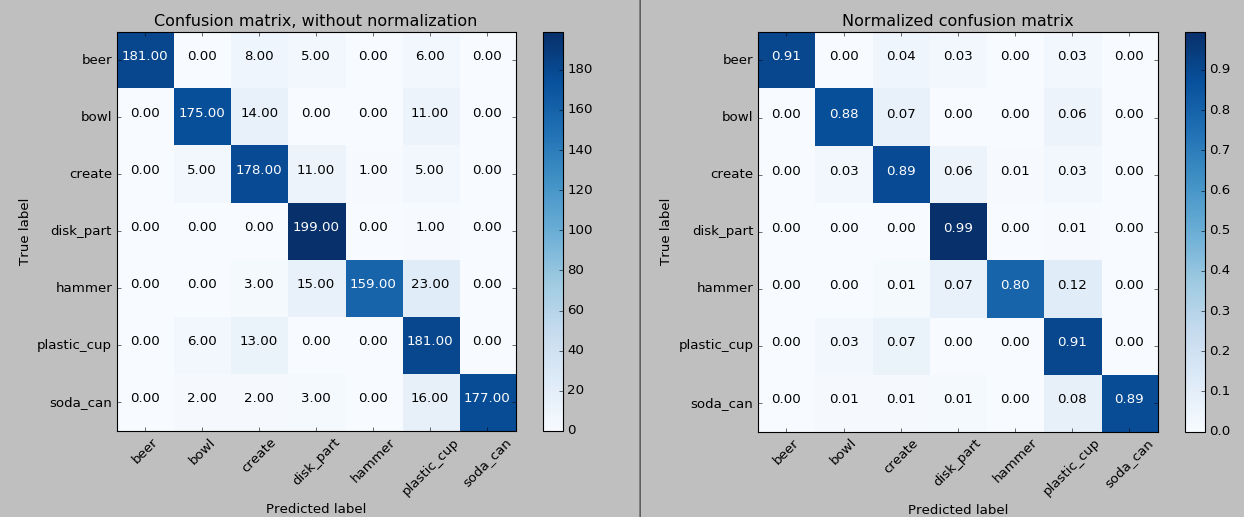 Confusion matrix, without normalization
beer 181.00 0.00 8.00 5.00 0.00 6.00 0.00
bowl 0.00 175.00 14.00 0.00 0.00 11.00 0.00
create 0.00 5.00 178.00 11.00 1.00 5.00 0.00
disk_part 0.00 0.00 0.00 199.00 0.00 1.00 0.00
hammer 0.00 0.00 3.00 15.00 159.00 23.00 0.00
plastic_cup 0.00 6.00 13.00 0.00 0.00 181.00 0.00
soda_can 0.00 2.00 2.00 3.00 0.00 16.00 177.00
True label
beer bowl create disk_part hammer plastic_cup soda_can
Predicted label
180
160
140
120
100
80
60
40
20
0
Normalized confusion matrix
beer 0.91 0.00 0.04 0.03 0.00 0.03 0.00
bowl 0.00 0.88 0.07 0.00 0.00 0.06 0.00
create 0.00 0.03 0.89 0.06 0.01 0.03 0.00
disk_part 0.00 0.00 0.00 0.99 0.00 0.01 0.00
hammer 0.00 0.00 0.01 0.07 0.80 0.12 0.00
plastic_cup 0.00 0.03 0.07 0.00 0.00 0.91 0.00
soda_can 0.00 0.01 0.01 0.01 0.00 0.08 0.89
True label
beer bowl create disk_part hammer plastic_cup soda_can
Predicted label
0.9
0.8
0.7
0.6
0.5
0.4
0.3
0.2
0.1
0.0